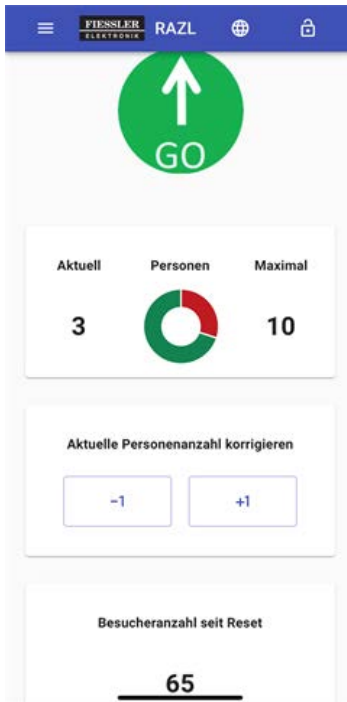 FIESSLER
ELEKTRONIK
RAZL
GO
Aktuell Personen Maximal
3 10
Aktuelle Personenanzahl korrigieren
-1 +1
Besucheranzahl seit Reset
65